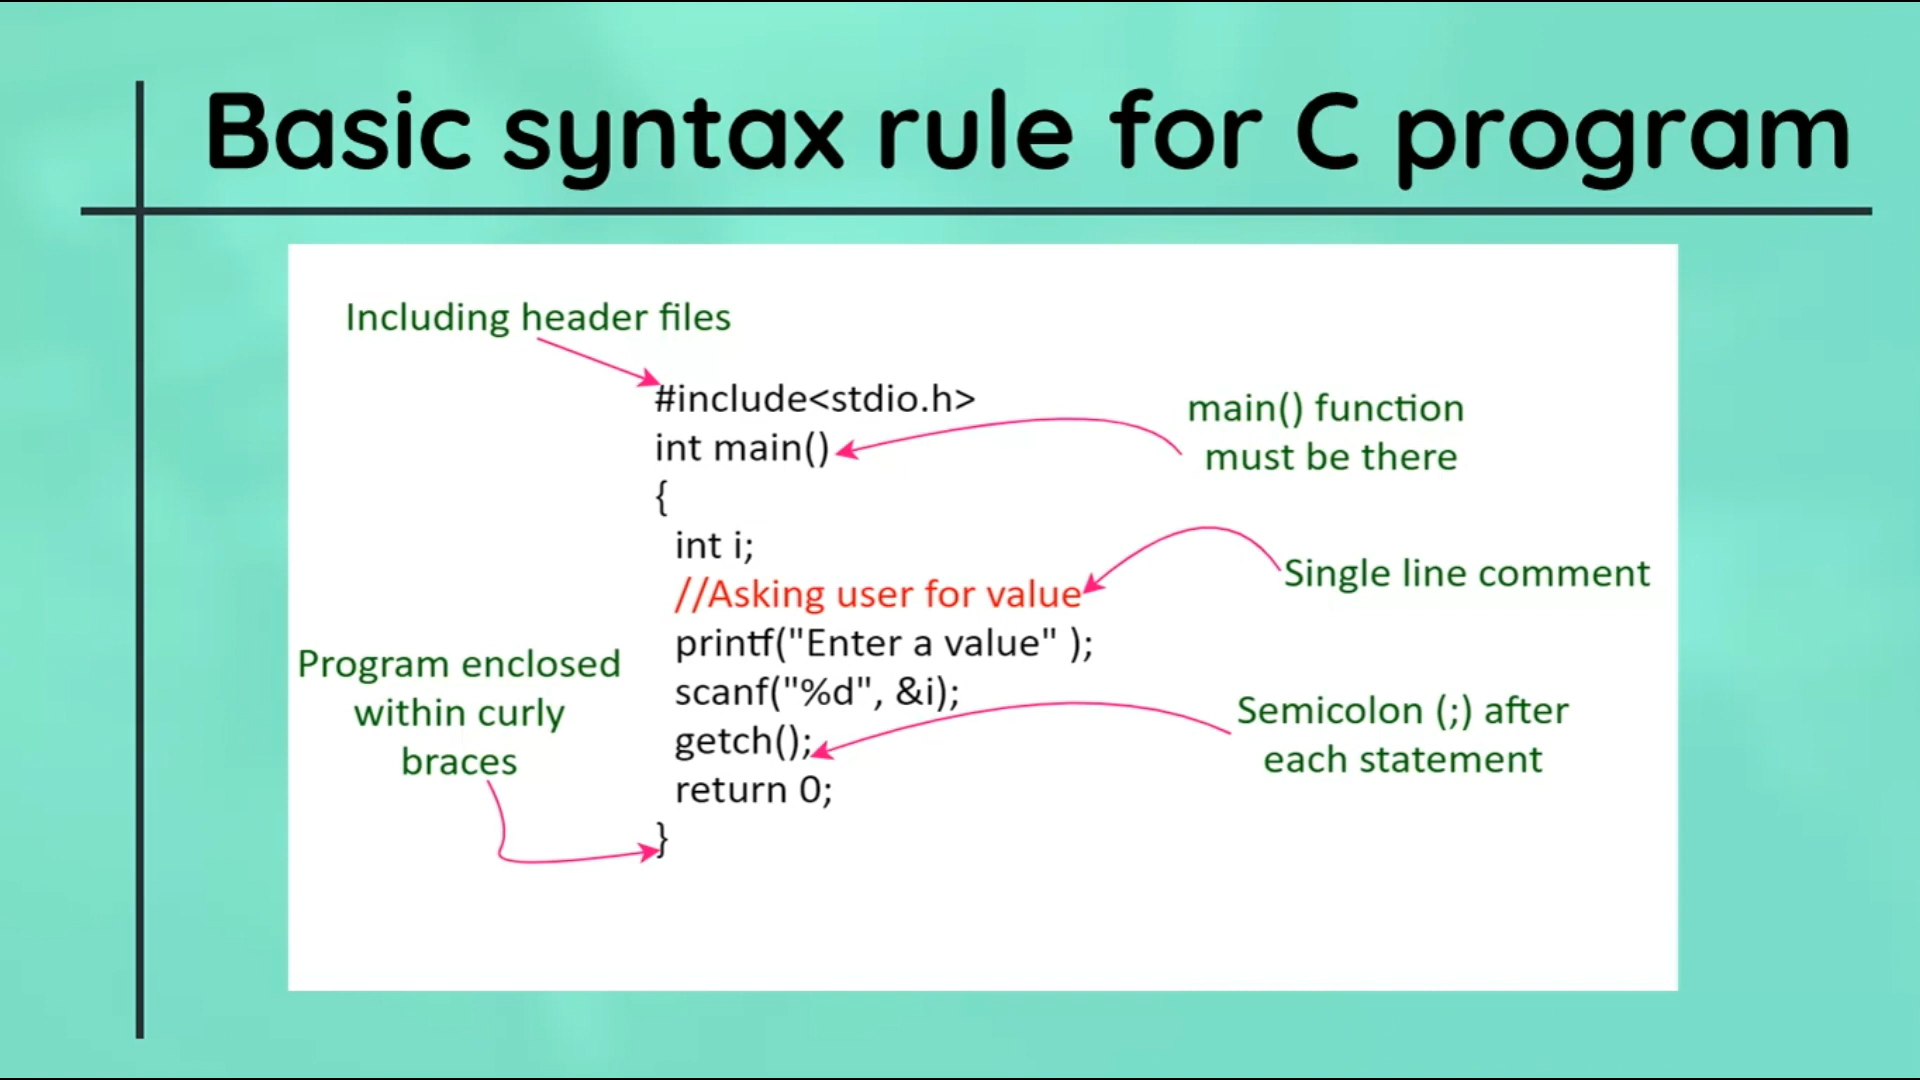 Basic syntax rule for C program
Including header files
#include<stdio.h>
int main()
main() function
must be there
{
int i;
//Asking user for value
Single line comment
printf("Enter a value" );
Program enclosed
within curly
braces
scanf("%d", &i);
getch();
Semicolon (;) after
each statement
return 0;
}